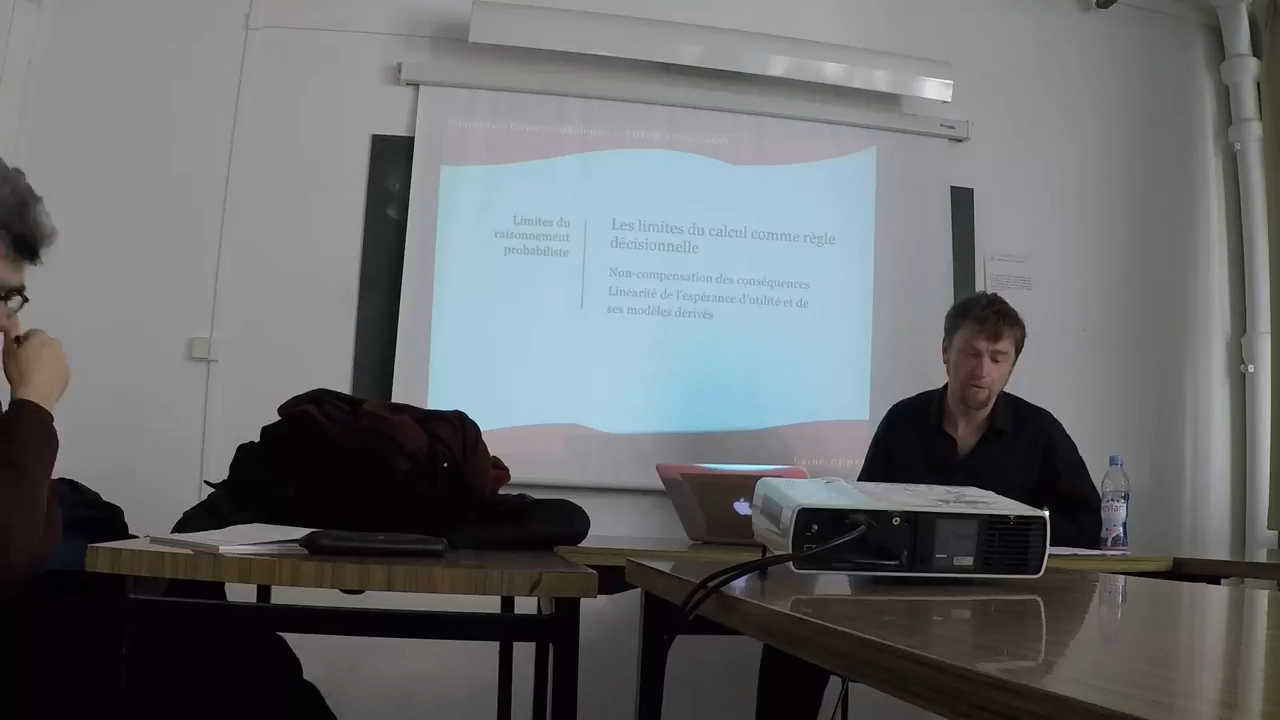 Limites du
raisonnement
probabiliste
Les limites du calcul comme règle
décisionnelle
Non-compensation des conséquences
Linéarité de l'espérance d'utilité et de
ses modèles dérivés
evian